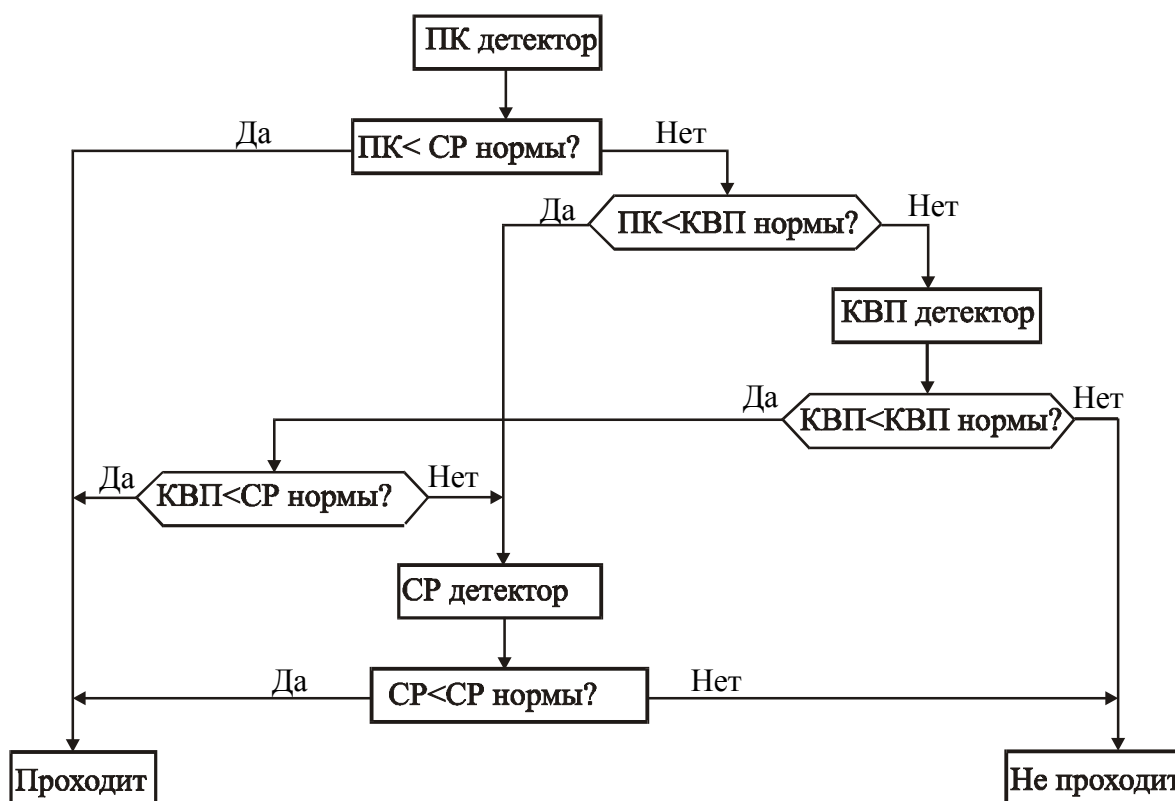 ПК детектор
Да
ПК< СР нормы?
Нет
Да
ПК<КВП нормы?
Нет
КВП детектор
Да
КВП<КВП нормы?
Нет
Да
КВП<СР нормы?
Нет
СР детектор
Да
СР<СР нормы?
Нет
Проходит
Не проходит